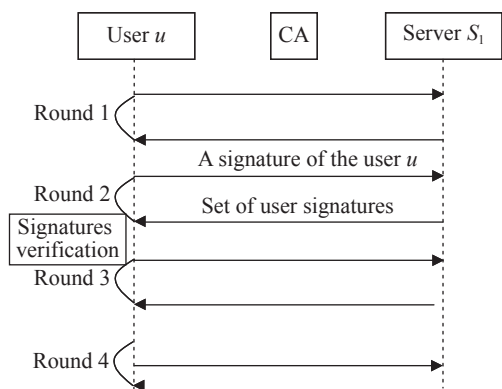 User u
CA
Server S₁
Round 1
A signature of the user u
Round 2
Set of user signatures
Signatures
verification
Round 3
Round 4